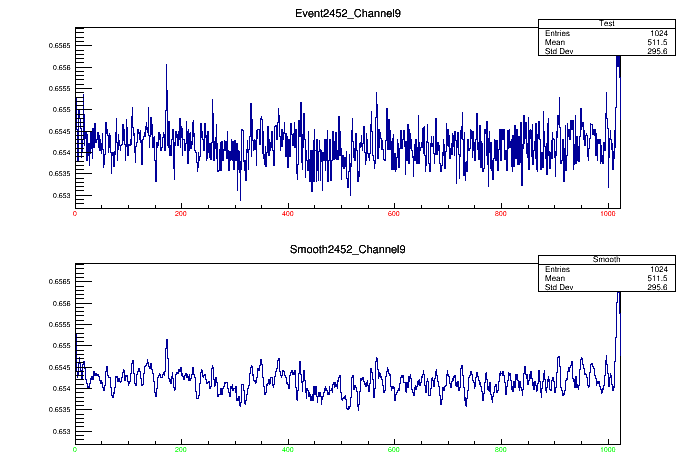 Event2452_Channel9
Test
Entries 1024
Mean 511.5
Std Dev 295.6
0.6565
0.656
0.6555
0.655
0.6545
0.654
0.6535
0.653
0 200 400 600 800 1000
Smooth2452_Channel9
Smooth
Entries 1024
Mean 511.5
Std Dev 295.6
0.6565
0.656
0.6555
0.655
0.6545
0.654
0.6535
0.653
0 200 400 600 800 1000